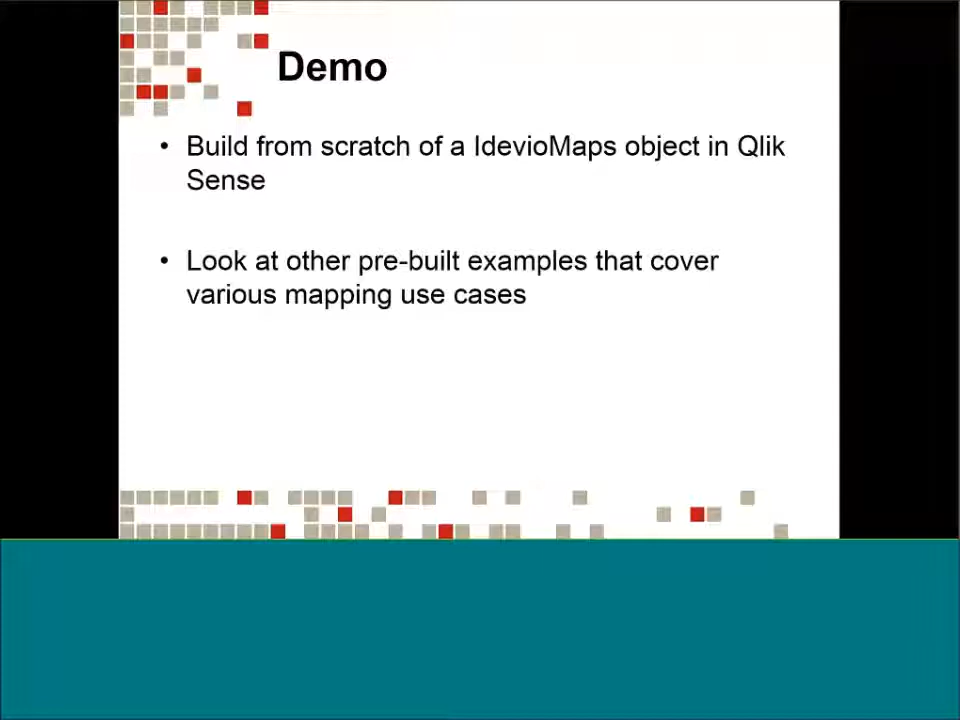 Demo
• Build from scratch of a IdevioMaps object in Qlik
Sense
• Look at other pre-built examples that cover
various mapping use cases